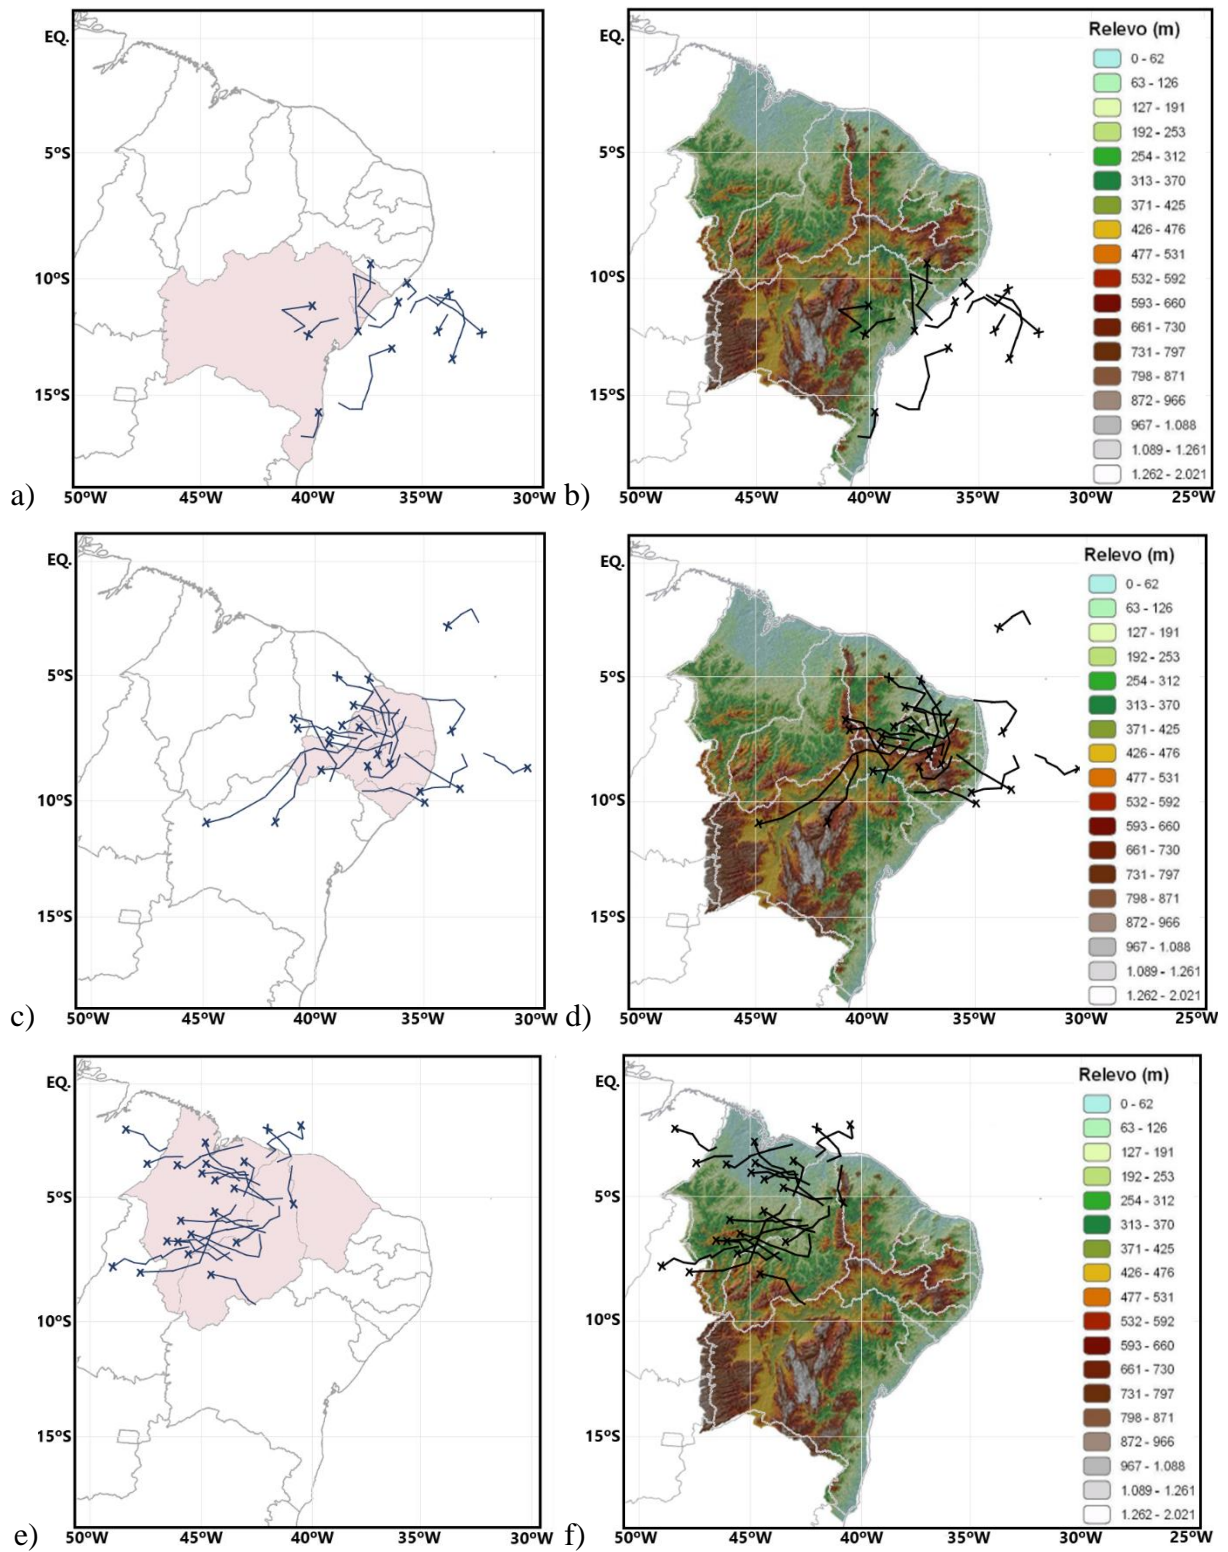 EQ.
5ºS
10ºS
15ºS
a)
50ºW 45ºW 40ºW 35ºW 30ºW
EQ.
5ºS
10ºS
15ºS
b)
50ºW 45ºW 40ºW 35ºW 30ºW 25ºW
Relevo (m)
0 - 62
63 - 126
127 - 191
192 - 253
254 - 312
313 - 370
371 - 425
426 - 476
477 - 531
532 - 592
593 - 660
661 - 730
731 - 797
798 - 871
872 - 966
967 - 1.088
1.089 - 1.261
1.262 - 2.021
EQ.
5ºS
10ºS
15ºS
c)
50ºW 45ºW 40ºW 35ºW 30ºW
EQ.
5ºS
10ºS
15ºS
d)
50ºW 45ºW 40ºW 35ºW 30ºW 25ºW
Relevo (m)
0 - 62
63 - 126
127 - 191
192 - 253
254 - 312
313 - 370
371 - 425
426 - 476
477 - 531
532 - 592
593 - 660
661 - 730
731 - 797
798 - 871
872 - 966
967 - 1.088
1.089 - 1.261
1.262 - 2.021
EQ.
5ºS
10ºS
15ºS
e)
50ºW 45ºW 40ºW 35ºW 30ºW
EQ.
5ºS
10ºS
15ºS
f)
50ºW 45ºW 40ºW 35ºW 30ºW 25ºW
Relevo (m)
0 - 62
63 - 126
127 - 191
192 - 253
254 - 312
313 - 370
371 - 425
426 - 476
477 - 531
532 - 592
593 - 660
661 - 730
731 - 797
798 - 871
872 - 966
967 - 1.088
1.089 - 1.261
1.262 - 2.021